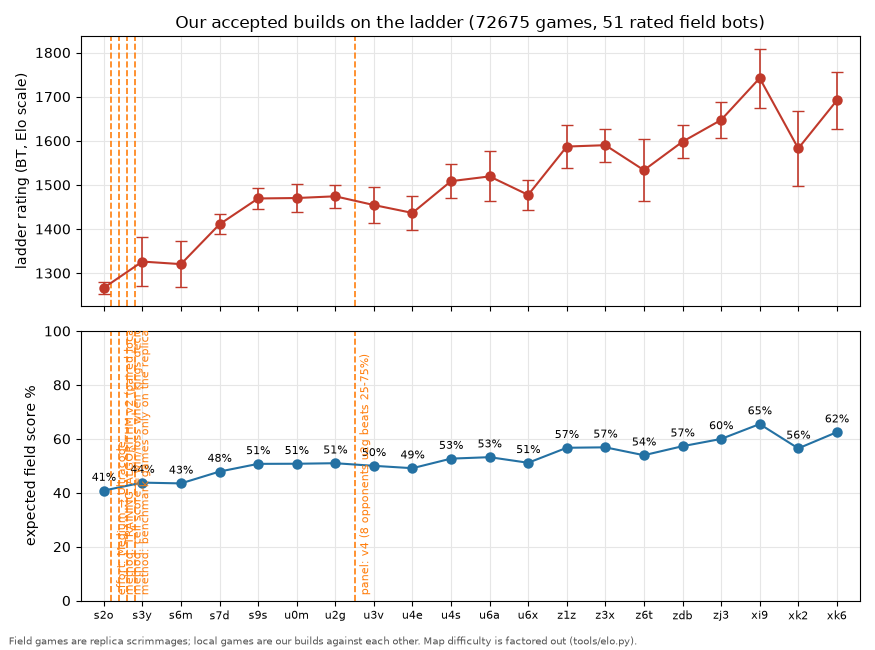 Our accepted builds on the ladder (72675 games, 51 rated field bots)
ladder rating (BT, Elo scale)
1800
1700
1600
1500
1400
1300
expected field score %
100
80
60
40
20
0
41% 44% 43% 48% 51% 51% 51% 50% 49% 53% 53% 51% 57% 57% 54% 57% 60% 65% 56% 62%
method: benchmark games only on the replica
panel: v4 (8 opponents
beats 25-75%)
s2o s3y s6m s7d s9s u0m u2g u3v u4e u4s u6a u6x z1z z3x z6t zdb zj3 xi9 xk2 xk6
Field games are replica scrimmages; local games are our builds against each other. Map difficulty is factored out (tools/elo.py).